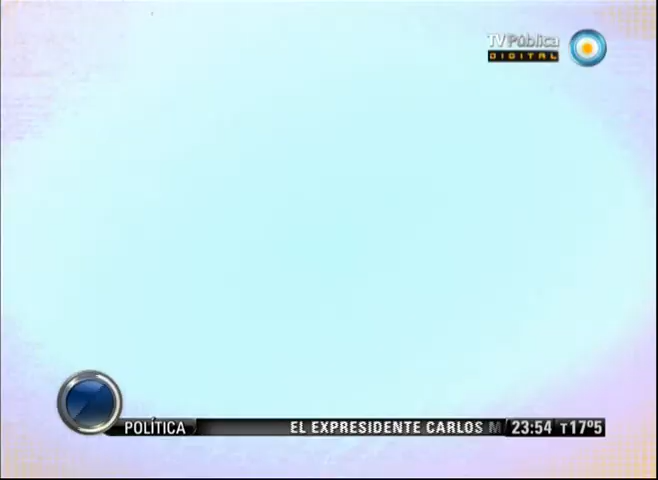 TV Pública
DIGITAL
POLÍTICA
EL EXPRESIDENTE CARLOS M
23:54 T17º5